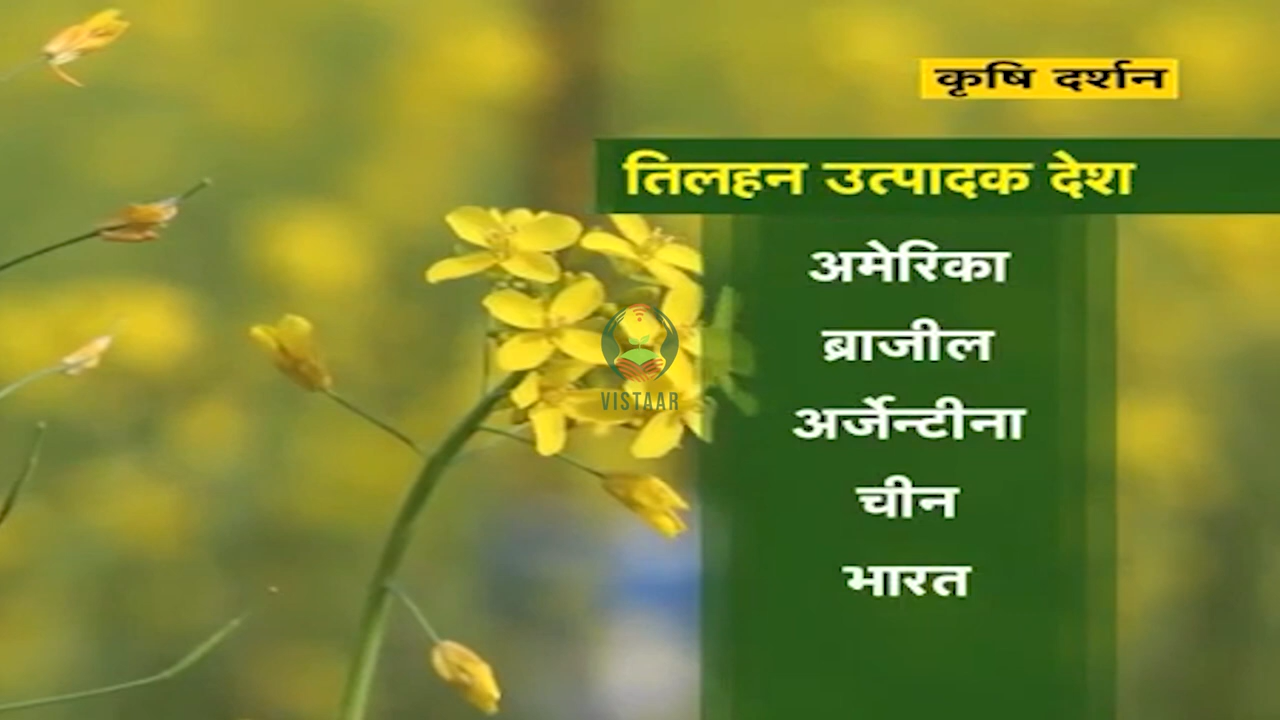 कृषि दर्शन
तिलहन उत्पादक देश
अमेरिका
ब्राजील
VISTAAR
अर्जेन्टीना
चीन
भारत